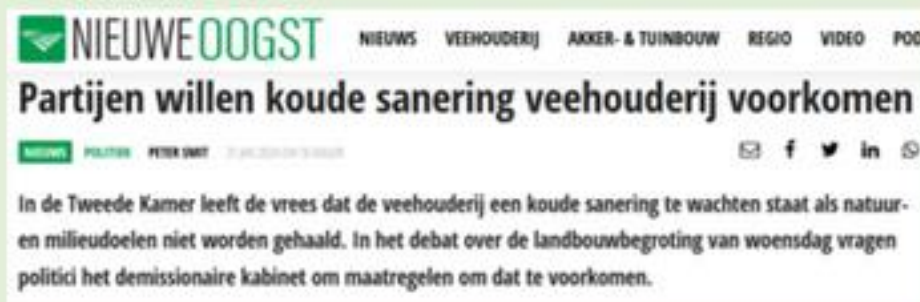 NIEUWE OOGST NIEUWS VEEHOUDERIJ AKKER- & TUINBOUW REGIO VIDEO POD
Partijen willen koude sanering veehouderij voorkomen
NIEUWS POLITIEK PETER SMIT
In de Tweede Kamer leeft de vrees dat de veehouderij een koude sanering te wachten staat als natuur-
en milieudoelen niet worden gehaald. In het debat over de landbouwbegroting van woensdag vragen
politici het demissionaire kabinet om maatregelen om dat te voorkomen.